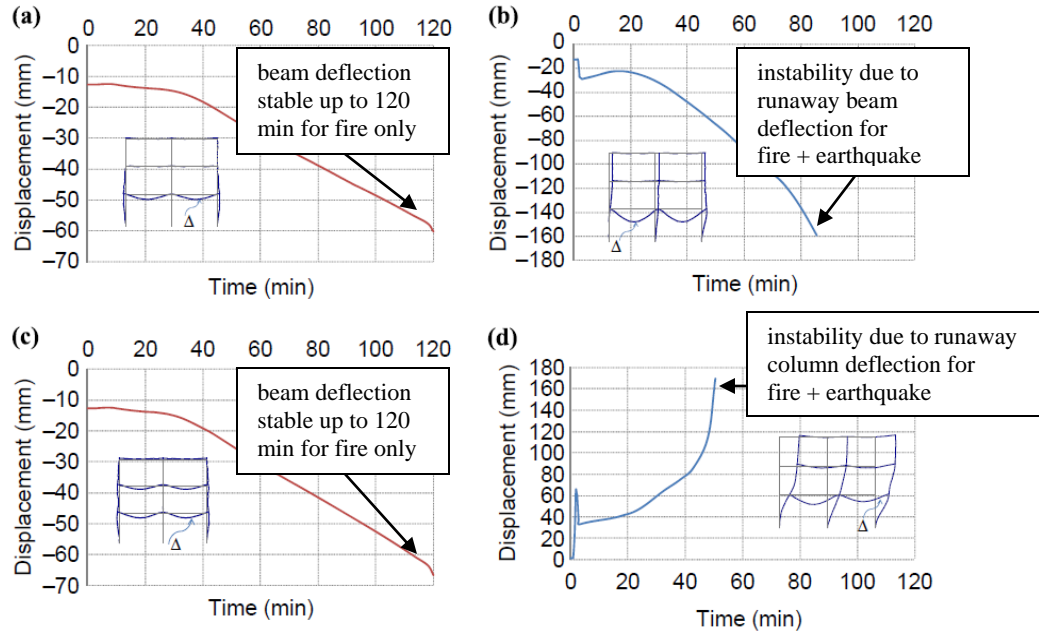 (a)
0 20 40 60 80 100 120
0
–10
–20
–30
–40
–50
–60
–70
Displacement (mm)
Time (min)
beam deflection
stable up to 120
min for fire only
Δ
(b)
0 20 40 60 80 100 120
0
–20
–40
–60
–80
–100
–120
–140
–160
–180
Displacement (mm)
Time (min)
instability due to
runaway beam
deflection for
fire + earthquake
Δ
(c)
0 20 40 60 80 100 120
0
–10
–20
–30
–40
–50
–60
–70
Displacement (mm)
Time (min)
beam deflection
stable up to 120
min for fire only
Δ
(d)
180
160
140
120
100
80
60
40
20
0
0 20 40 60 80 100 120
Displacement (mm)
Time (min)
instability due to runaway
column deflection for
fire + earthquake
Δ